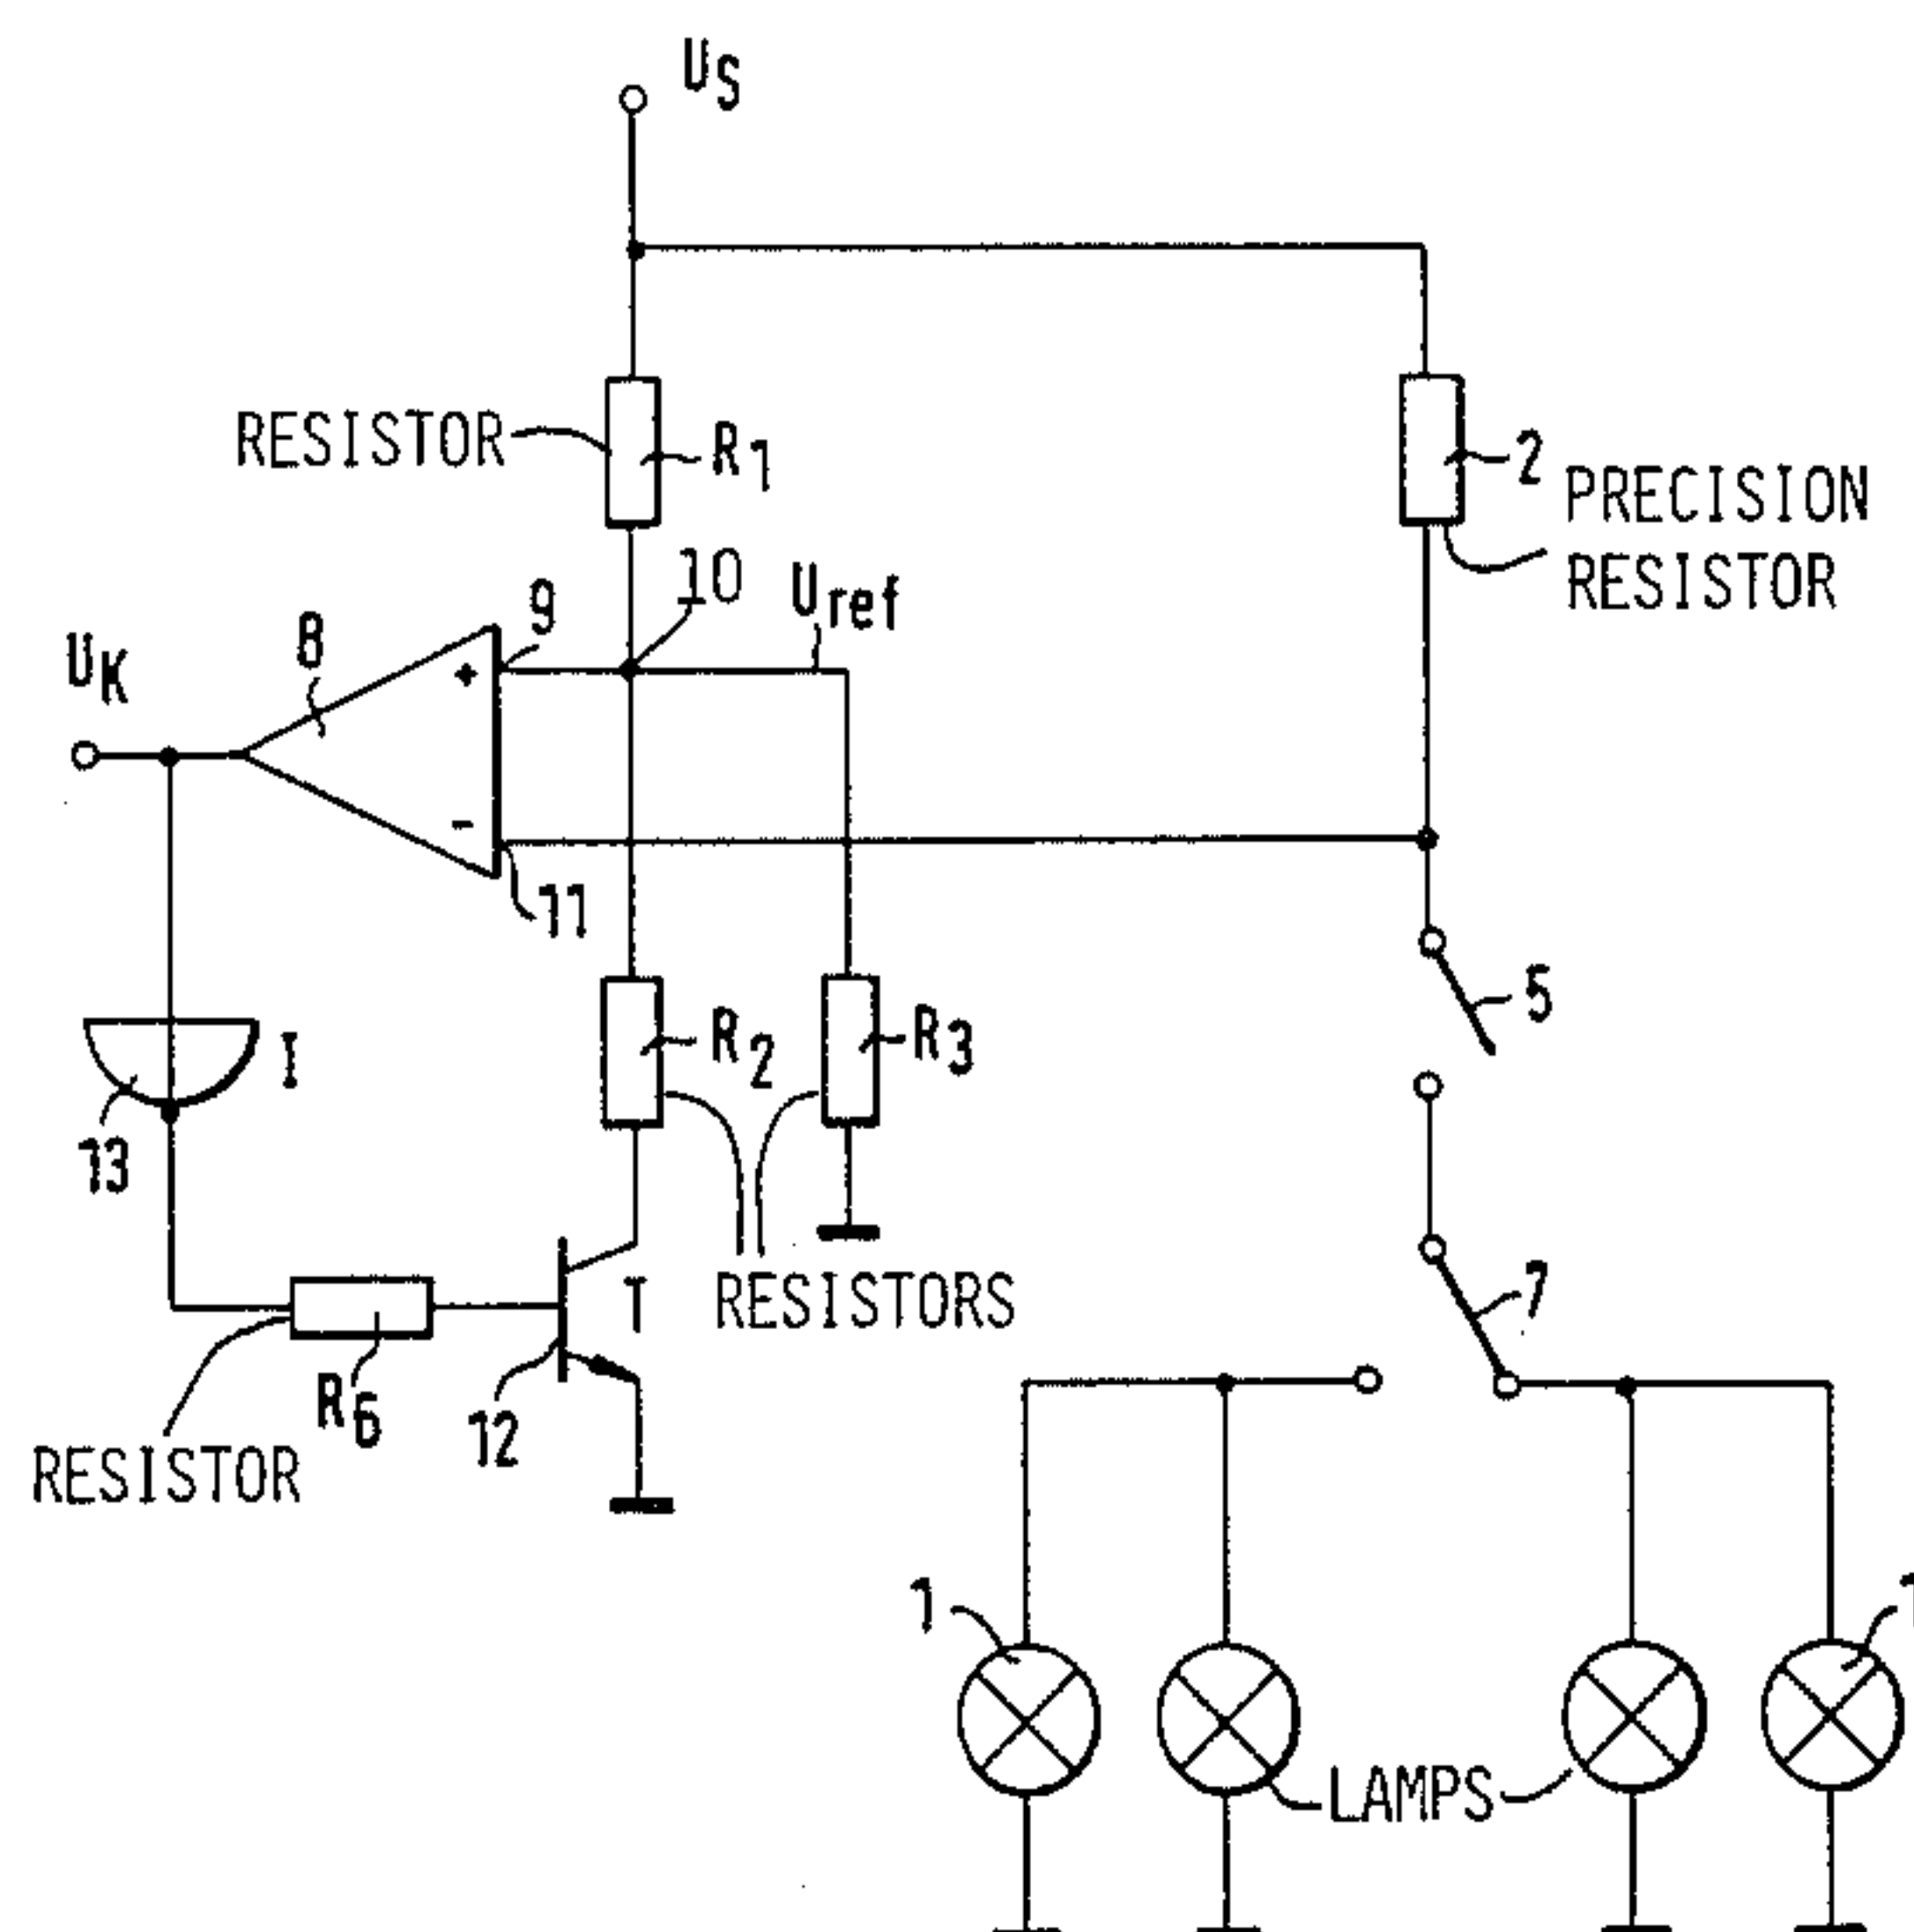 US
RESISTOR
R1
2
PRECISION
RESISTOR
10
Uref
9
8
UK
+
-
11
5
I
R2
R3
13
7
T
RESISTORS
R6
12
RESISTOR
1
1
LAMPS